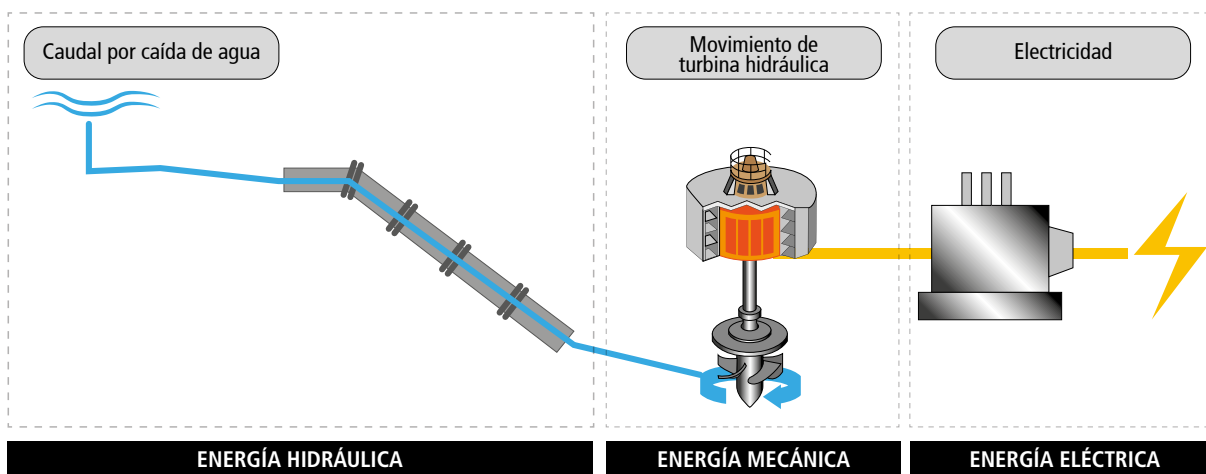 Caudal por caída de agua
Movimiento de
turbina hidráulica
Electricidad
ENERGÍA HIDRÁULICA
ENERGÍA MECÁNICA
ENERGÍA ELÉCTRICA